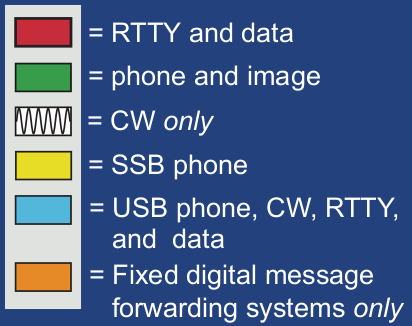 = RTTY and data
= phone and image
= CW only
= SSB phone
= USB phone, CW, RTTY,
and data
= Fixed digital message
forwarding systems only